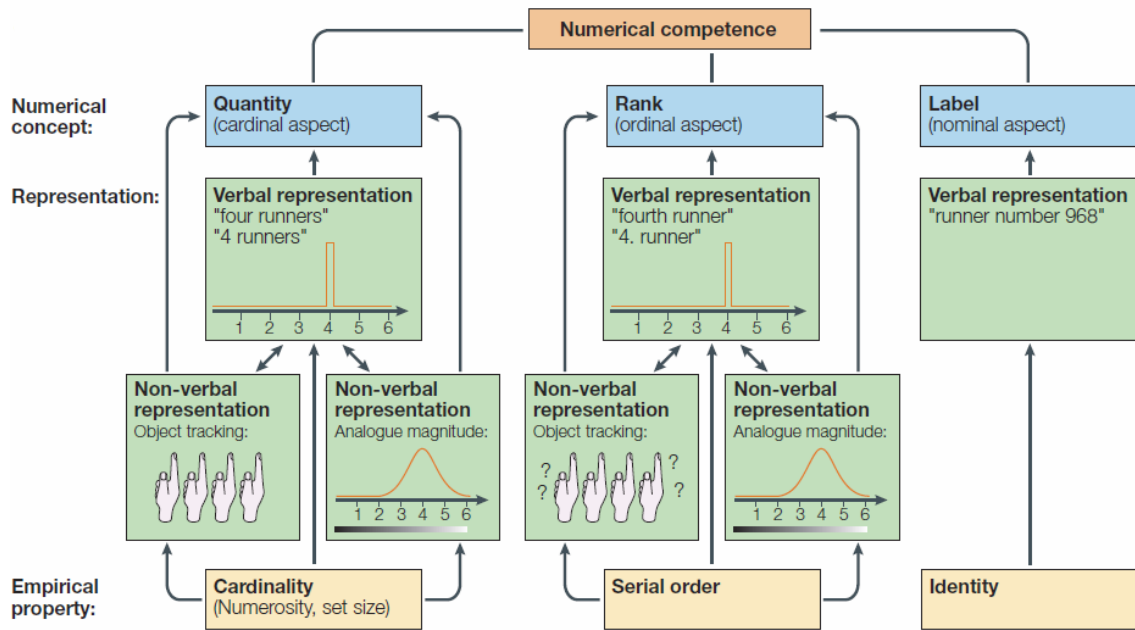 Numerical competence
Numerical
concept:
Quantity
(cardinal aspect)
Rank
(ordinal aspect)
Label
(nominal aspect)
Representation:
Verbal representation
"four runners"
"4 runners"
1 2 3 4 5 6
Verbal representation
"fourth runner"
"4. runner"
1 2 3 4 5 6
Verbal representation
"runner number 968"
Non-verbal
representation
Object tracking:
Non-verbal
representation
Analogue magnitude:
1 2 3 4 5 6
Non-verbal
representation
Object tracking:
? ?
? ?
Non-verbal
representation
Analogue magnitude:
1 2 3 4 5 6
Empirical
property:
Cardinality
(Numerosity, set size)
Serial order
Identity